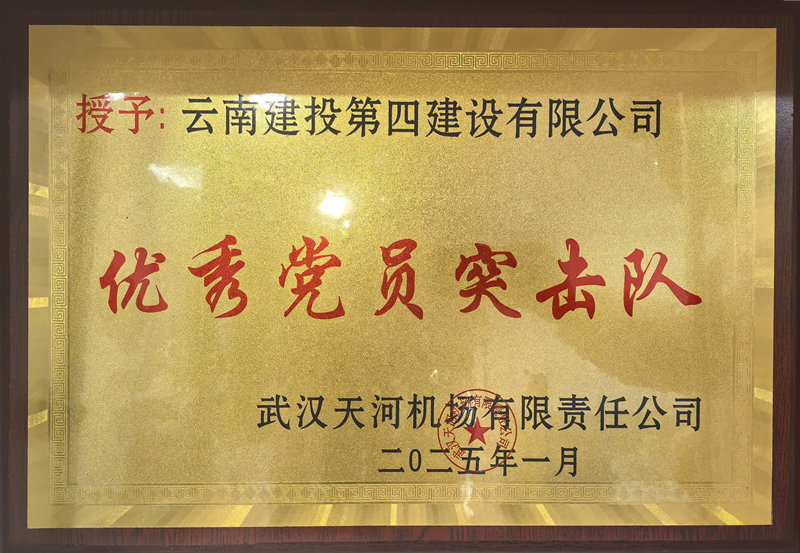 授予: 云南建投第四建设有限公司
优秀党员突击队
武汉天河机场有限责任公司
二0二五年一月